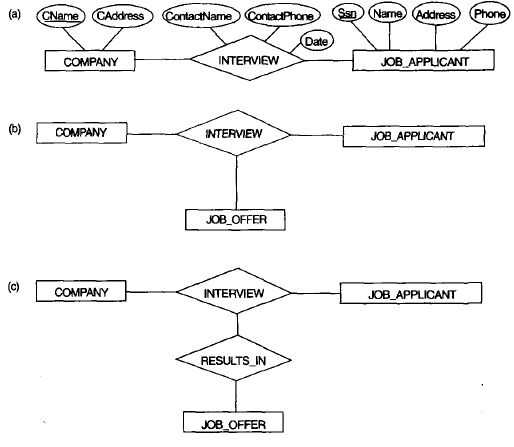 (a) CName CAddress ContactName ContactPhone Ssn Name Address Phone
Date
COMPANY INTERVIEW JOB_APPLICANT
(b) COMPANY INTERVIEW JOB_APPLICANT
JOB_OFFER
(c) COMPANY INTERVIEW JOB_APPLICANT
RESULTS_IN
JOB_OFFER